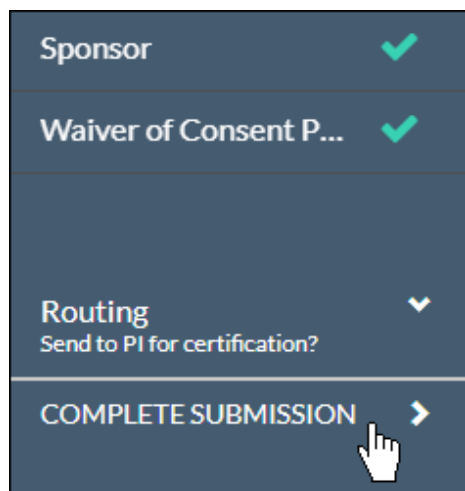 Sponsor
Waiver of Consent P...
Routing
Send to PI for certification?
COMPLETE SUBMISSION